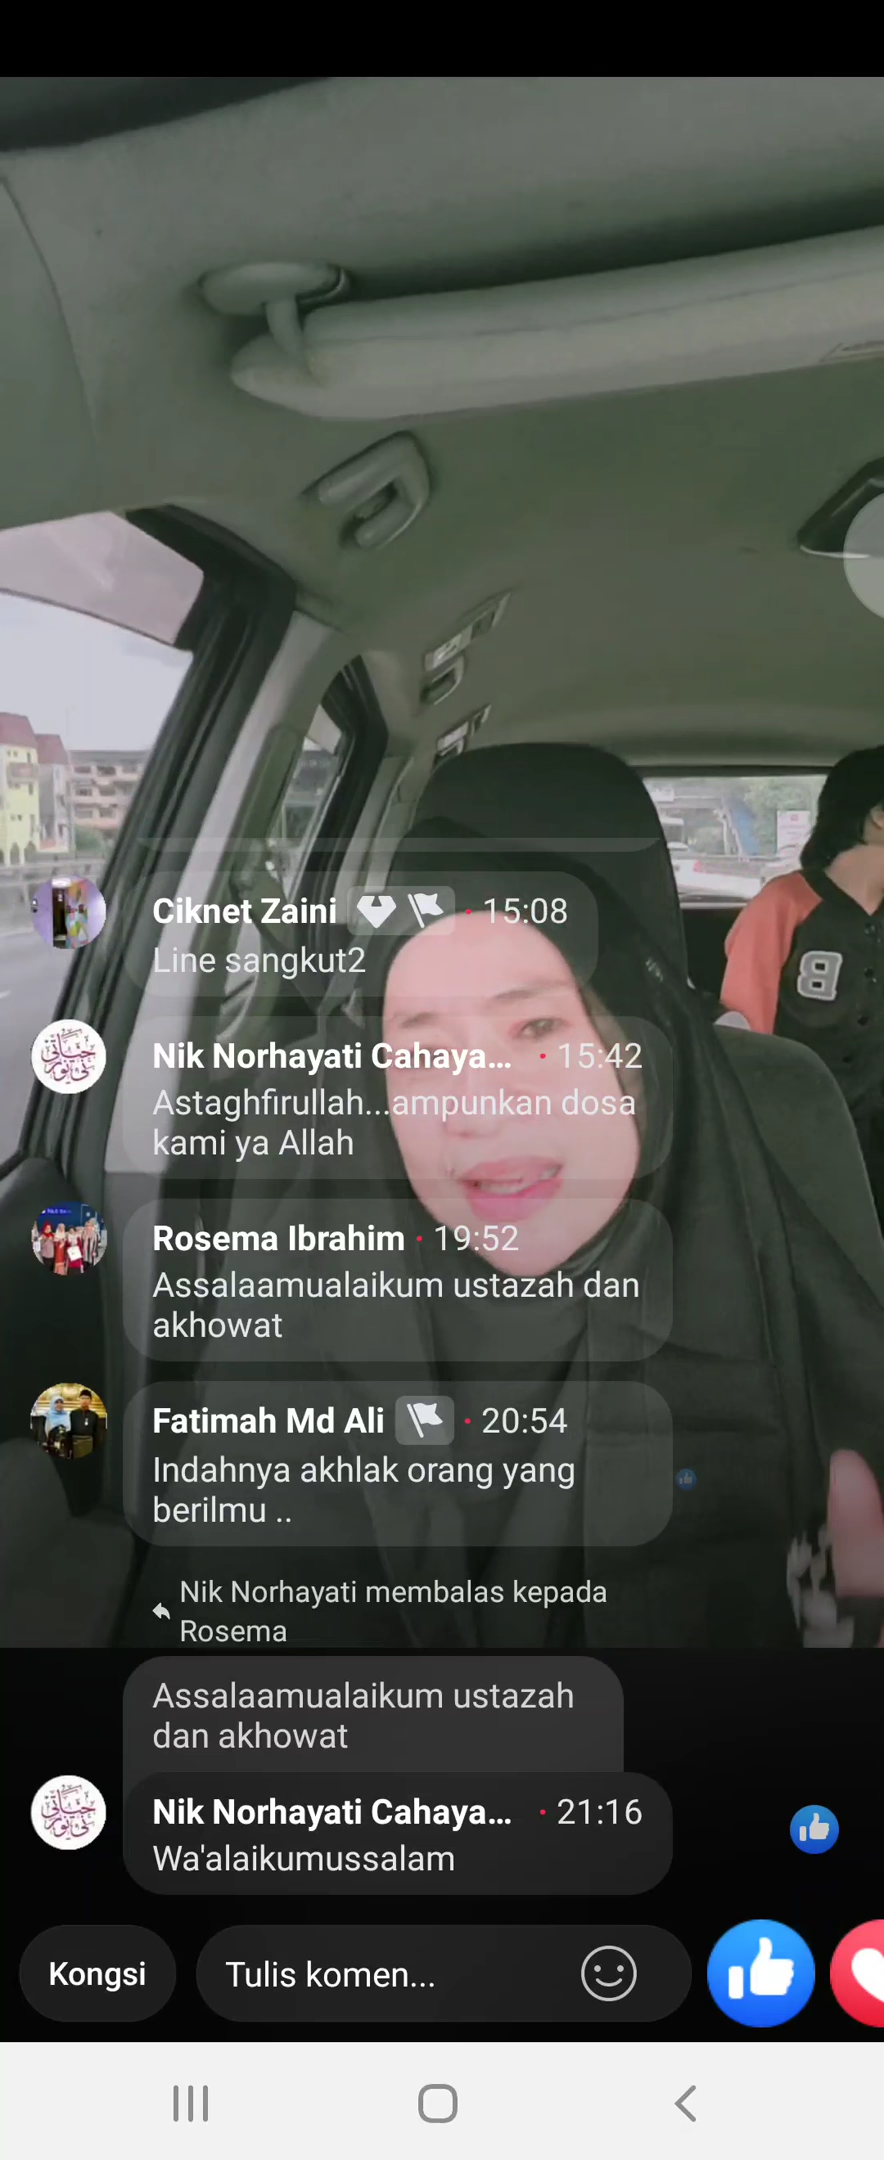 Ciknet Zaini · 15:08
Line sangkut2
Nik Norhayati Cahaya... · 15:42
Astaghfirullah...ampunkan dosa
kami ya Allah
Rosema Ibrahim · 19:52
Assalaamualaikum ustazah dan
akhowat
B
Fatimah Md Ali · 20:54
Indahnya akhlak orang yang
berilmu ..
Nik Norhayati membalas kepada
Rosema
Assalaamualaikum ustazah
dan akhowat
Nik Norhayati Cahaya... · 21:16
Wa'alaikumussalam
Kongsi
Tulis komen...